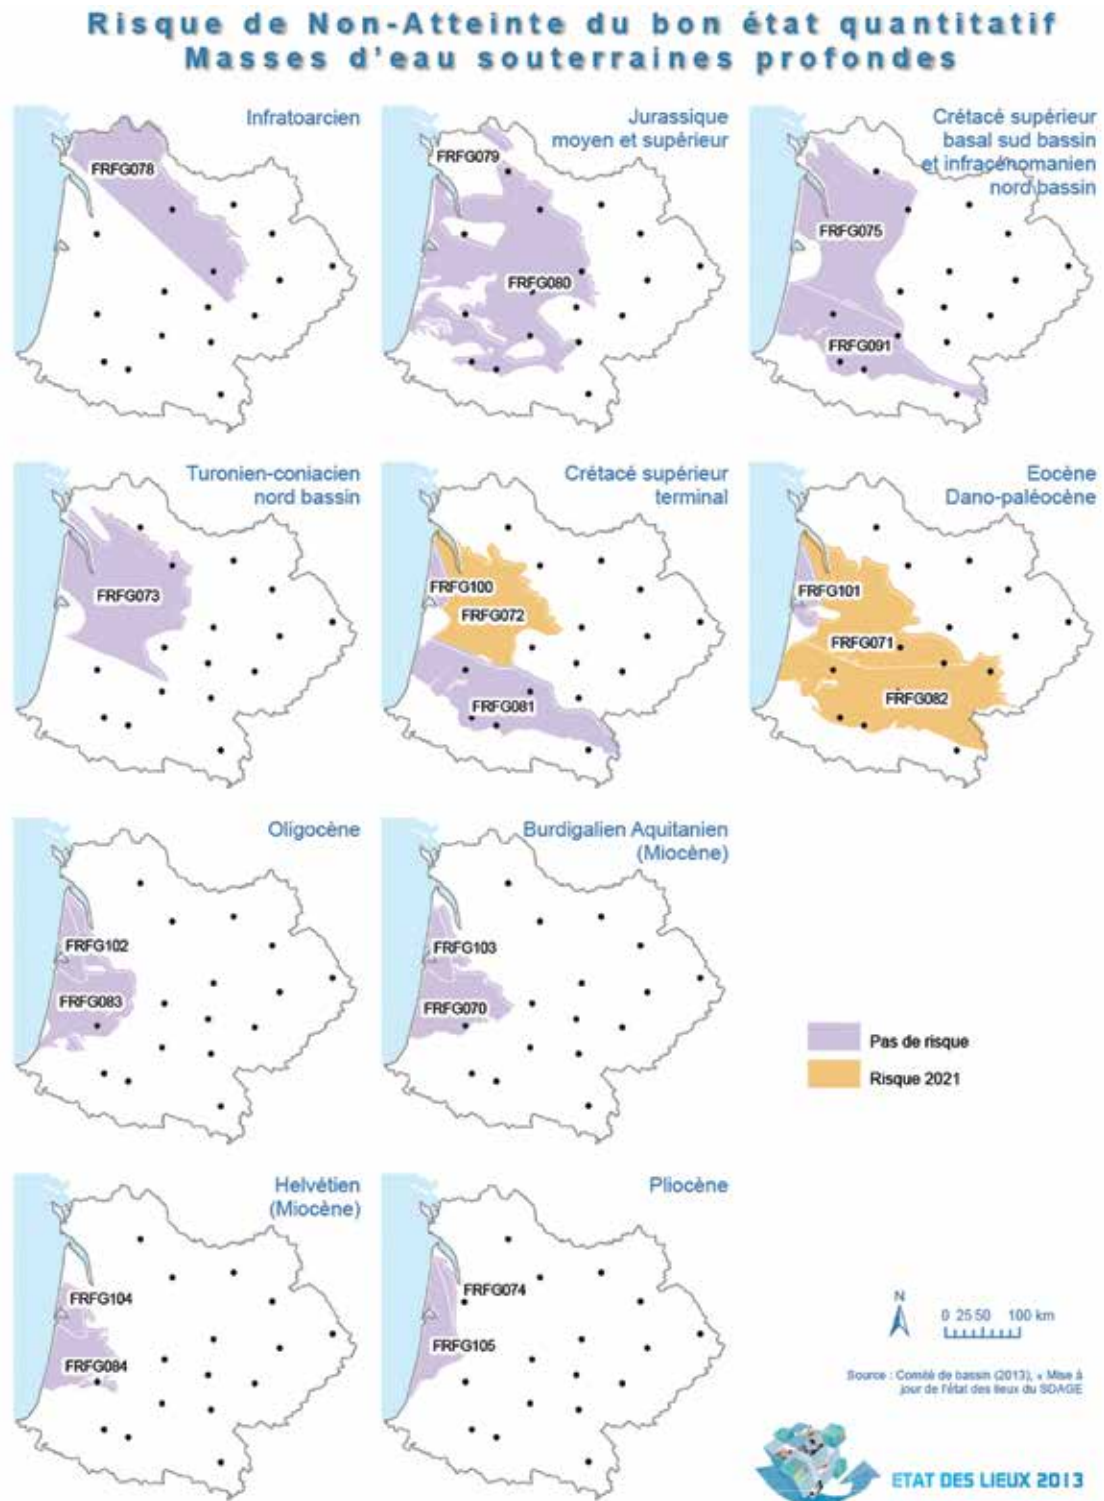 Risque de Non-Atteinte du bon état quantitatif
Masses d'eau souterraines profondes
Infratoarcien
FRFG078
Jurassique
moyen et supérieur
FRFG079
FRFG080
Crétacé supérieur
basal sud bassin
et infracénomanien
nord bassin
FRFG075
FRFG091
Turonien-coniacien
nord bassin
FRFG073
Crétacé supérieur
terminal
FRFG100
FRFG072
FRFG081
Eocène
Dano-paléocène
FRFG101
FRFG071
FRFG082
Oligocène
FRFG102
FRFG083
Burdigalien Aquitanien
(Miocène)
FRFG103
FRFG070
Pas de risque
Risque 2021
Helvétien
(Miocène)
FRFG104
FRFG084
Pliocène
FRFG074
FRFG105
N
0 25 50 100 km
Source : Comité de bassin (2013), « Mise à
jour de l'état des lieux du SDAGE
ETAT DES LIEUX 2013